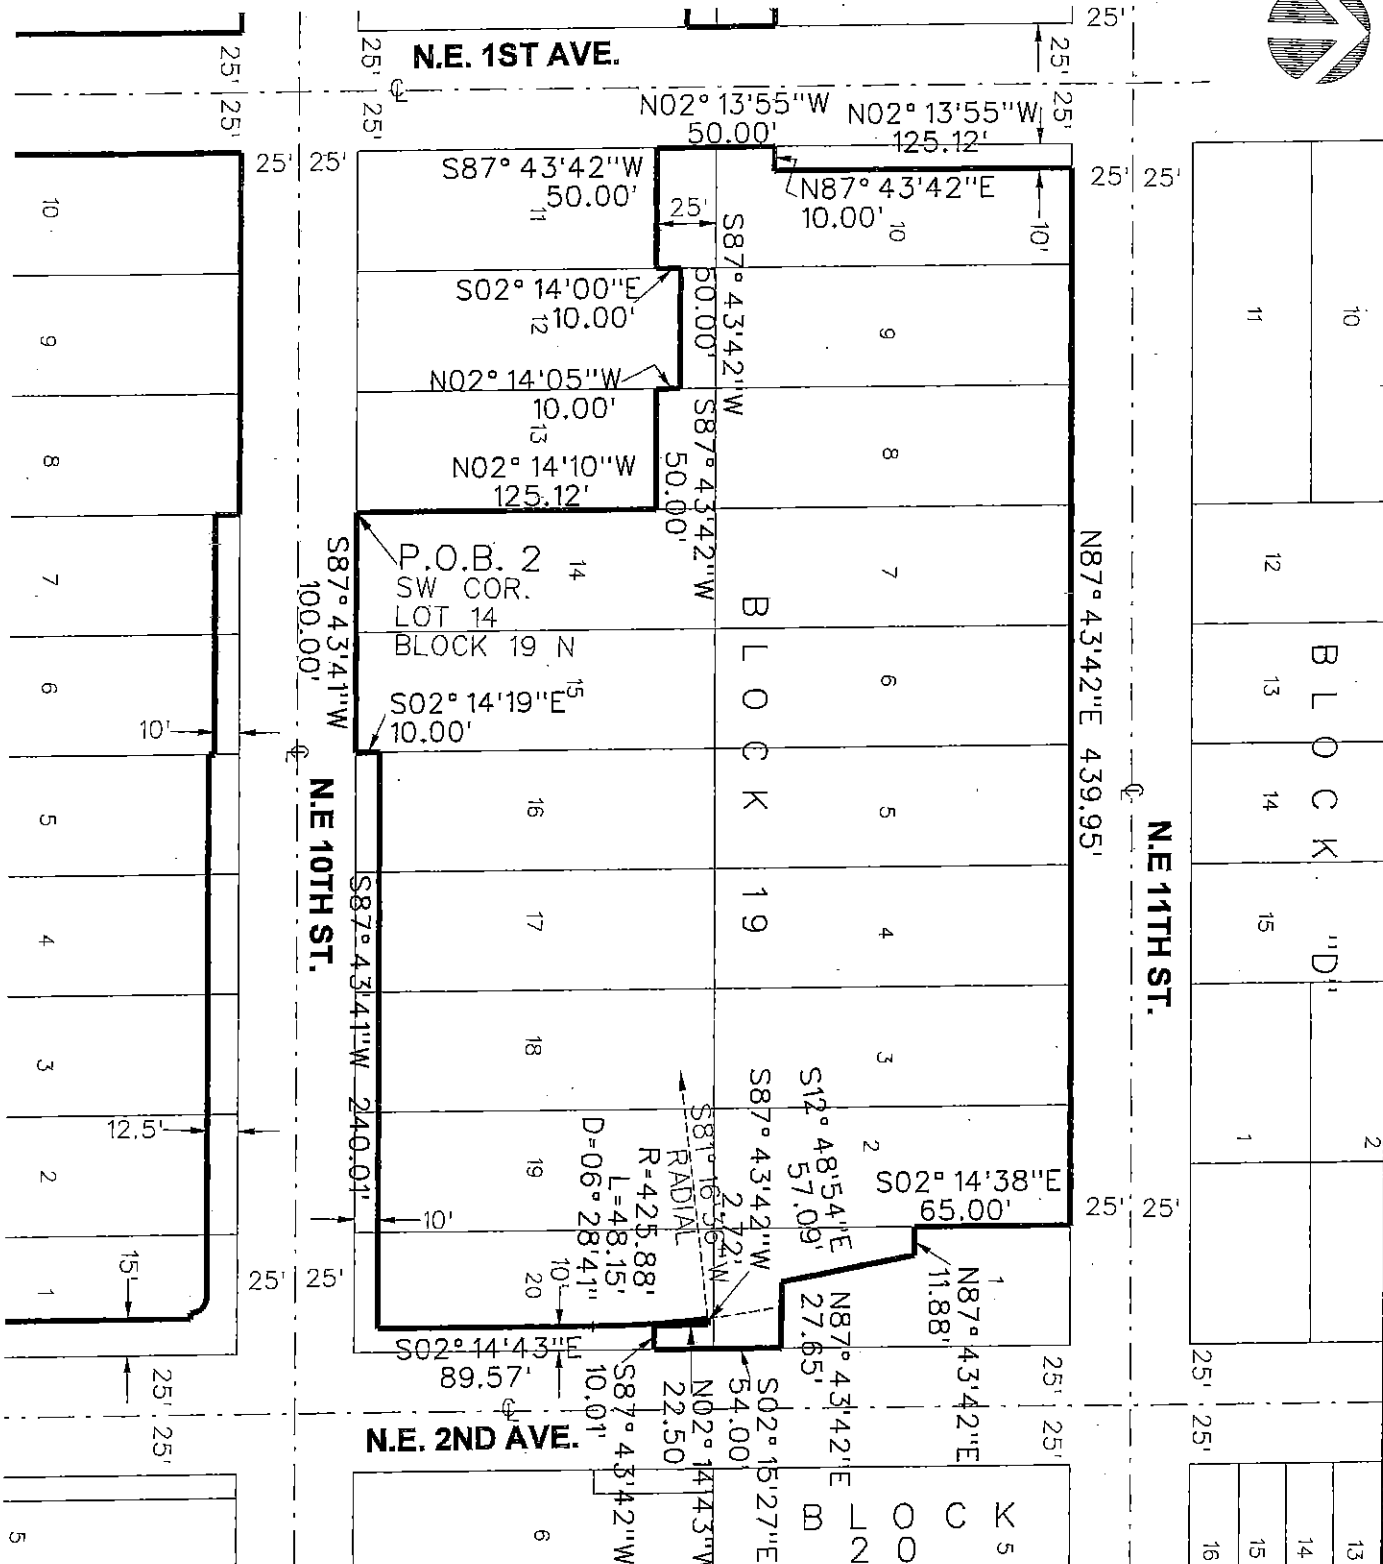 25'
25'
25'
25'
N.E. 1ST AVE.
℄
25'
25'
25'
N02° 13'55"W
50.00'
N02° 13'55"W
125.12'
25'
25'
25'
S87° 43'42"W
50.00'
25'
N87° 43'42"E
10.00'
10'
25'
25'
10
11
10
11
10
S87° 43'42"W
50.00'
S02° 14'00"E
10.00'
12
9
9
N02° 14'05"W
10.00'
13
8
8
N02° 14'10"W
125.12'
S87° 43'42"W
50.00'
P.O.B. 2
SW COR.
LOT 14
BLOCK 19 N
14
7
7
12
S87° 43'41"W
100.00'
15
6
6
13
S02° 14'19"E
10.00'
10'
℄
N87° 43'42"E 439.95'
BLOCK 19
BLOCK "D"
℄
N.E 10TH ST.
N.E 11TH ST.
5
16
5
14
4
17
4
15
S87° 43'41"W 240.01'
3
18
3
12.5'
2
19
2
1
2
10'
S12° 48'54"E
57.09'
S87° 43'42"W
2.72'
S81° 16'36"W
RADIAL
R=425.88'
L=48.15'
D=06° 28'41"
S02° 14'38"E
65.00'
25'
25'
15'
25'
25'
1
20
10'
1
N87° 43'42"E
11.88'
N87° 43'42"E
27.65'
S02° 14'43"E
89.57'
S87° 43'42"W
10.01'
N02° 14'43"W
22.50'
S02° 15'27"E
54.00'
25'
25'
25'
25'
25'
25'
℄
N.E. 2ND AVE.
BLOCK
20
5
6
5
16
15
14
13